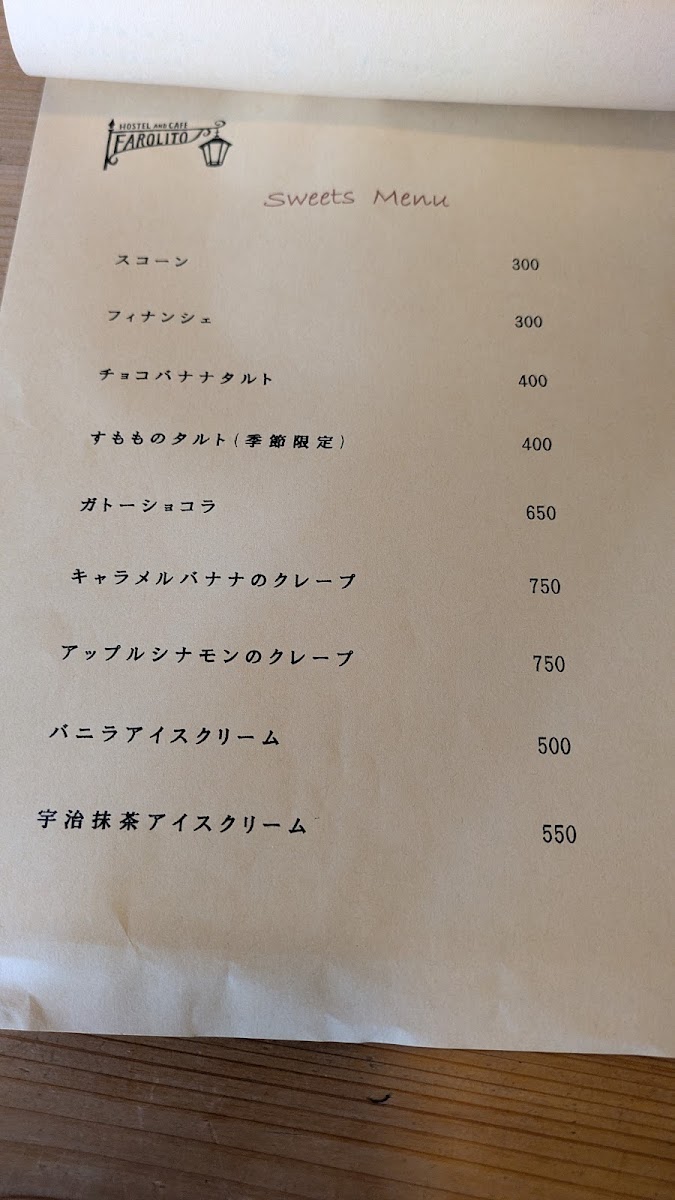 HOSTEL AND CAFE
FAROLITO
Sweets Menu
スコーン 300
フィナンシェ 300
チョコバナナタルト 400
すもものタルト(季節限定) 400
ガトーショコラ 650
キャラメルバナナのクレープ 750
アップルシナモンのクレープ 750
バニラアイスクリーム 500
宇治抹茶アイスクリーム 550